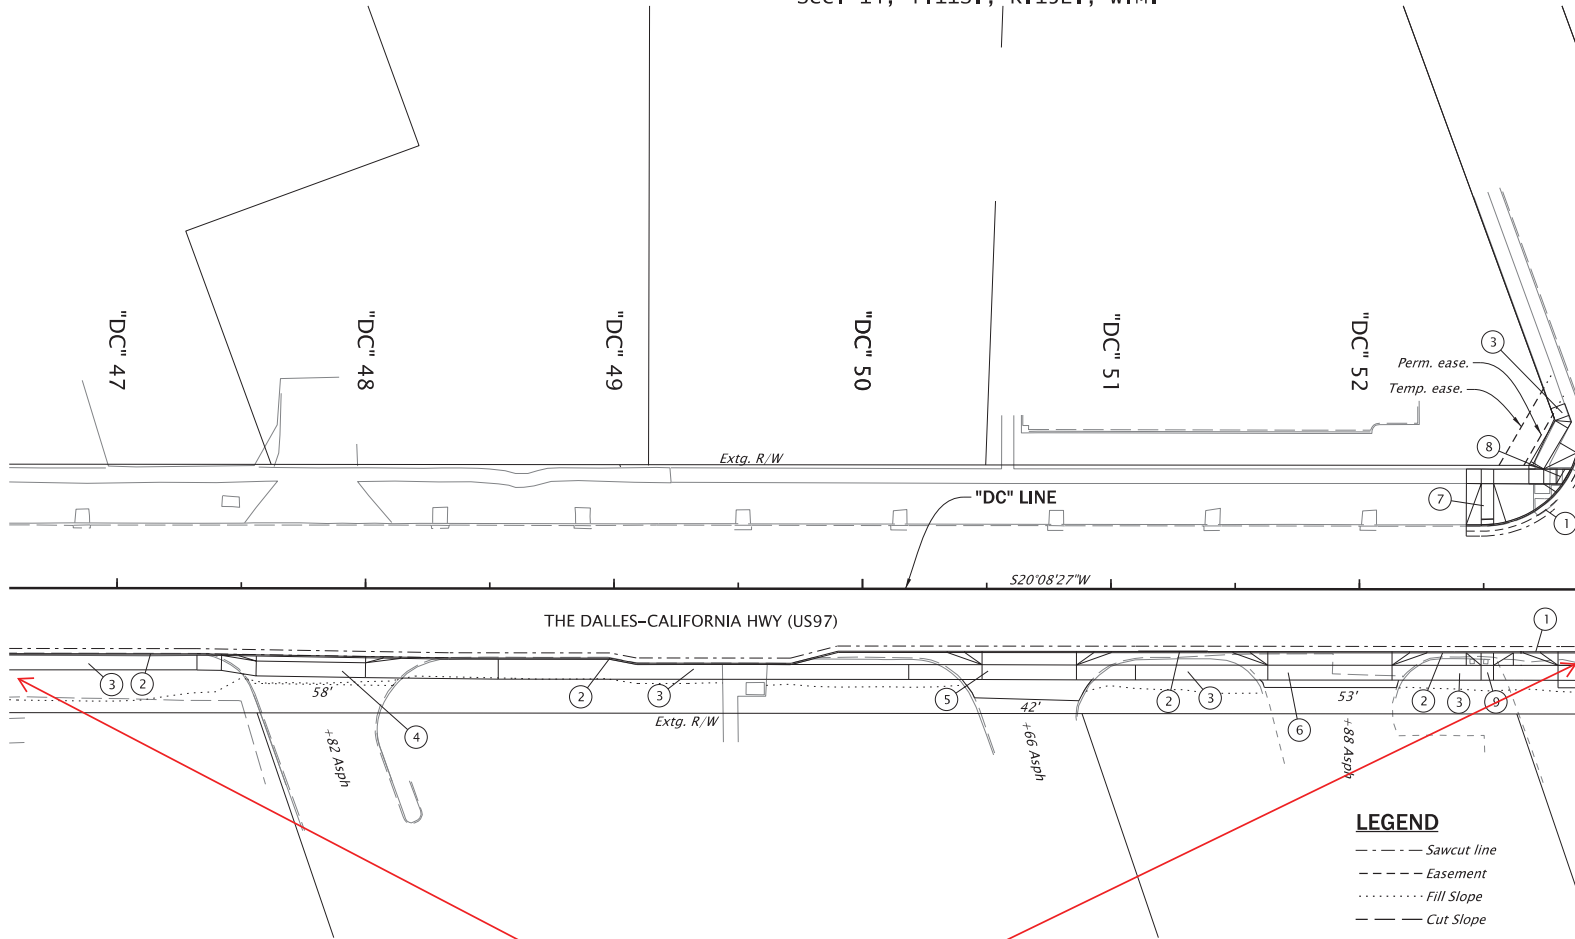 "DC" 47
"DC" 48
"DC" 49
"DC" 50
"DC" 51
"DC" 52
3
Perm. ease.
Temp. ease.
8
Extg. R/W
7
"DC" LINE
1
S20°08'27"W
THE DALLES-CALIFORNIA HWY (US97)
1
3
2
58'
2
3
5
42'
2
3
53'
2
3
9
Extg. R/W
4
6
+82 Asph
+66 Asph
+88 Asph
LEGEND
Sawcut line
Easement
Fill Slope
Cut Slope